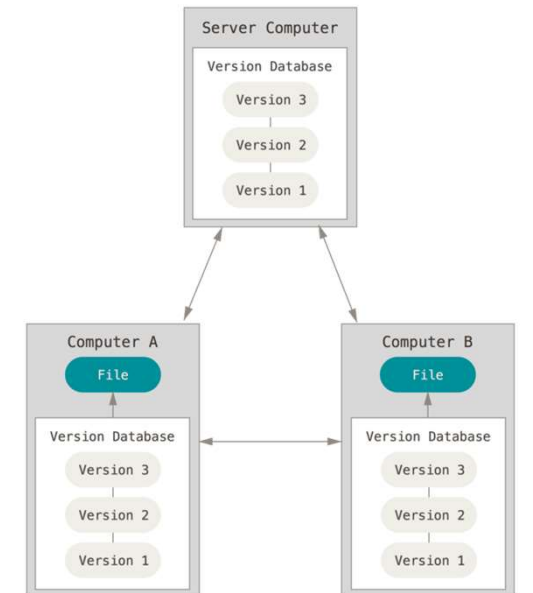 Server Computer
Version Database
Version 3
Version 2
Version 1
Computer A
File
Version Database
Version 3
Version 2
Version 1
Computer B
File
Version Database
Version 3
Version 2
Version 1